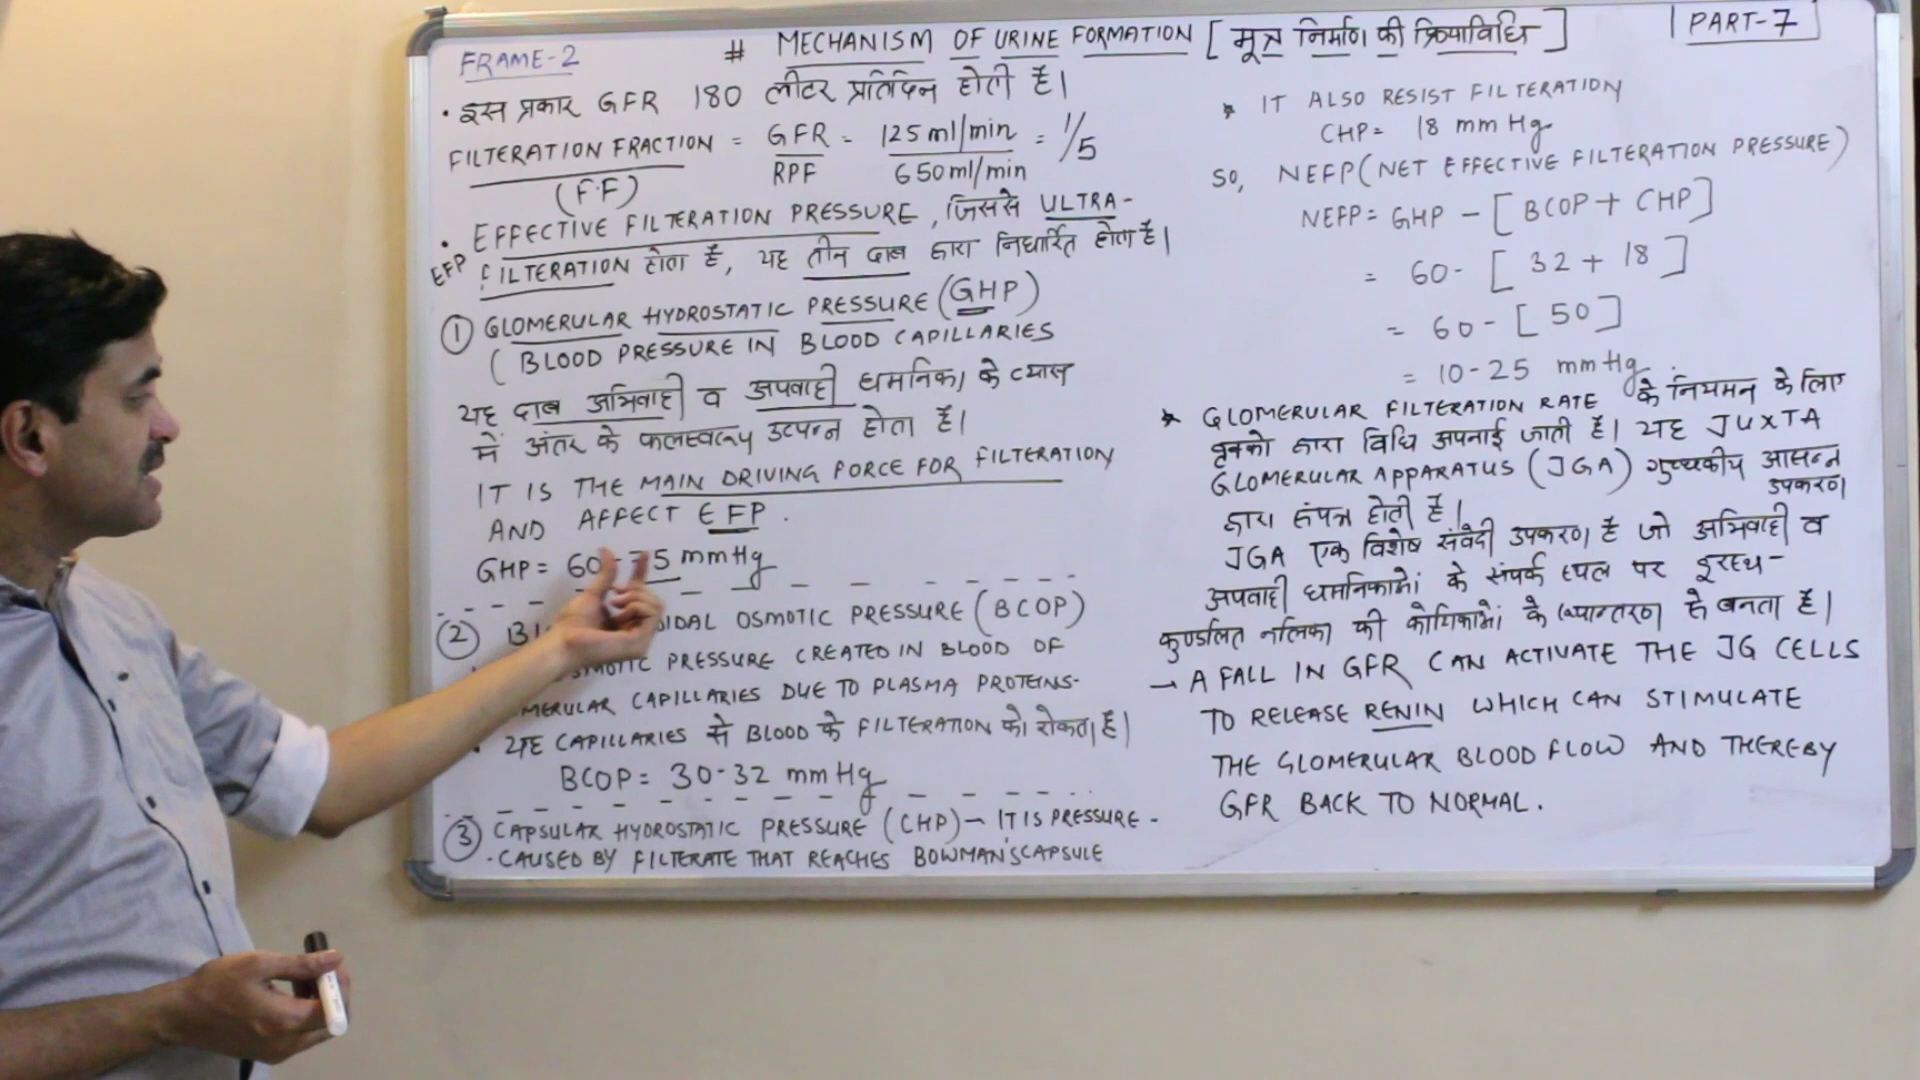 FRAME-2
# MECHANISM OF URINE FORMATION [मूत्र निर्माण की क्रियाविधि]
PART-7
• इस प्रकार GFR 180 लीटर प्रतिदिन होती है।
FILTERATION FRACTION = GFR/RPF = 125 ml/min / 650 ml/min = 1/5
(F.F)
• EFFECTIVE FILTERATION PRESSURE, जिससे ULTRA-
EFP
FILTERATION होता है, यह तीन दाब द्वारा निर्धारित होता है।
① GLOMERULAR HYDROSTATIC PRESSURE (GHP)
( BLOOD PRESSURE IN BLOOD CAPILLARIES
यह दाब अभिवाही व अपवाही धमनिका के व्यास
में अंतर के फलस्वरूप उत्पन्न होता है।
IT IS THE MAIN DRIVING FORCE FOR FILTERATION
AND AFFECT EFP.
GHP = 60-75 mmHg
② OIDAL OSMOTIC PRESSURE (BCOP)
OSMOTIC PRESSURE CREATED IN BLOOD OF
MERULAR CAPILLARIES DUE TO PLASMA PROTEINS-
• यह CAPILLARIES से BLOOD के FILTERATION को रोकता है।
BCOP = 30-32 mmHg
③ CAPSULAR HYDROSTATIC PRESSURE (CHP) - IT IS PRESSURE -
- CAUSED BY FILTERATE THAT REACHES BOWMAN'S CAPSULE
* IT ALSO RESIST FILTERATION
CHP = 18 mmHg
SO, NEFP (NET EFFECTIVE FILTERATION PRESSURE)
NEFP = GHP - [BCOP + CHP]
= 60 - [32 + 18]
= 60 - [50]
= 10-25 mmHg
* GLOMERULAR FILTERATION RATE के नियमन के लिए
वृक्को द्वारा विधि अपनाई जाती है। यह JUXTA
GLOMERULAR APPARATUS (JGA) गुच्छकीय आसन्न
उपकरण
द्वारा संपन्न होती है।
JGA एक विशेष संवेदी उपकरण है जो अभिवाही व
अपवाही धमनिकाओं के संपर्क स्थल पर दूरस्थ-
कुण्डलित नलिका की कोशिकाओं के रूपान्तरण से बनता है।
→ A FALL IN GFR CAN ACTIVATE THE JG CELLS
TO RELEASE RENIN WHICH CAN STIMULATE
THE GLOMERULAR BLOOD FLOW AND THEREBY
GFR BACK TO NORMAL.